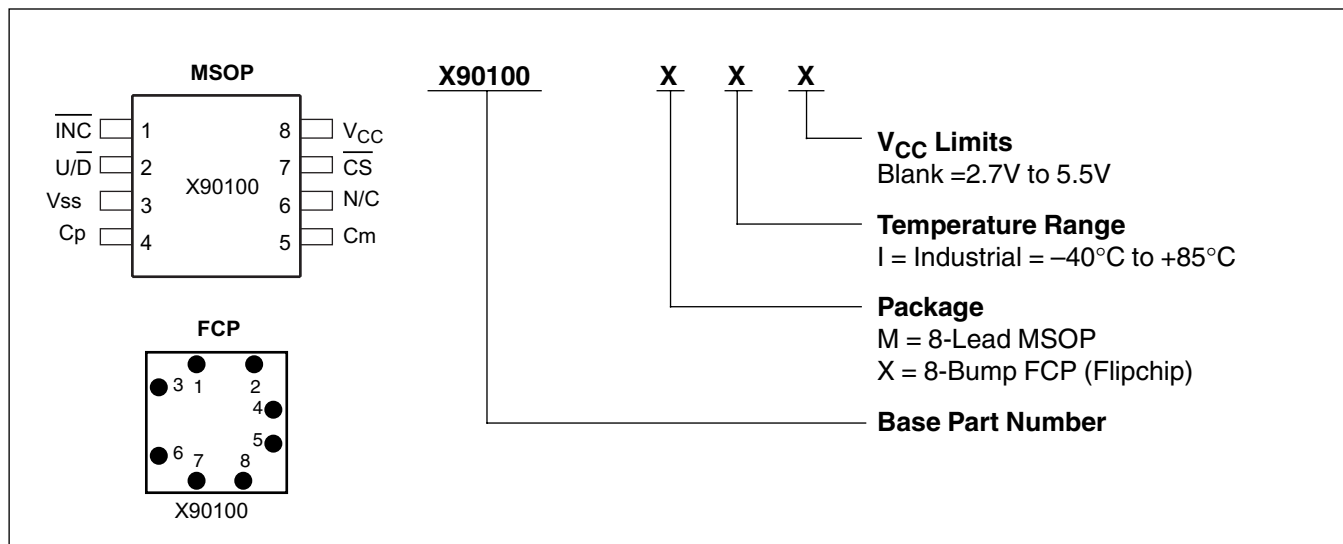 MSOP
INC
U/D
Vss
Cp
1
2
3
4
X90100
8
7
6
5
VCC
CS
N/C
Cm
FCP
1
2
3
4
5
6
7
8
X90100
X90100 X X X
VCC Limits
Blank =2.7V to 5.5V
Temperature Range
I = Industrial = –40°C to +85°C
Package
M = 8-Lead MSOP
X = 8-Bump FCP (Flipchip)
Base Part Number